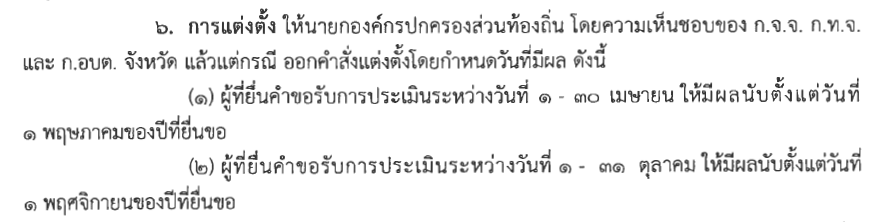 ๖. การแต่งตั้ง ให้นายกองค์กรปกครองส่วนท้องถิ่น โดยความเห็นชอบของ ก.จ.จ. ก.ท.จ.
และ ก.อบต. จังหวัด แล้วแต่กรณี ออกคำสั่งแต่งตั้งโดยกำหนดวันที่มีผล ดังนี้
(๑) ผู้ที่ยื่นคำขอรับการประเมินระหว่างวันที่ ๑ - ๓๐ เมษายน ให้มีผลนับตั้งแต่วันที่
๑ พฤษภาคมของปีที่ยื่นขอ
(๒) ผู้ที่ยื่นคำขอรับการประเมินระหว่างวันที่ ๑ - ๓๑ ตุลาคม ให้มีผลนับตั้งแต่วันที่
๑ พฤศจิกายนของปีที่ยื่นขอ